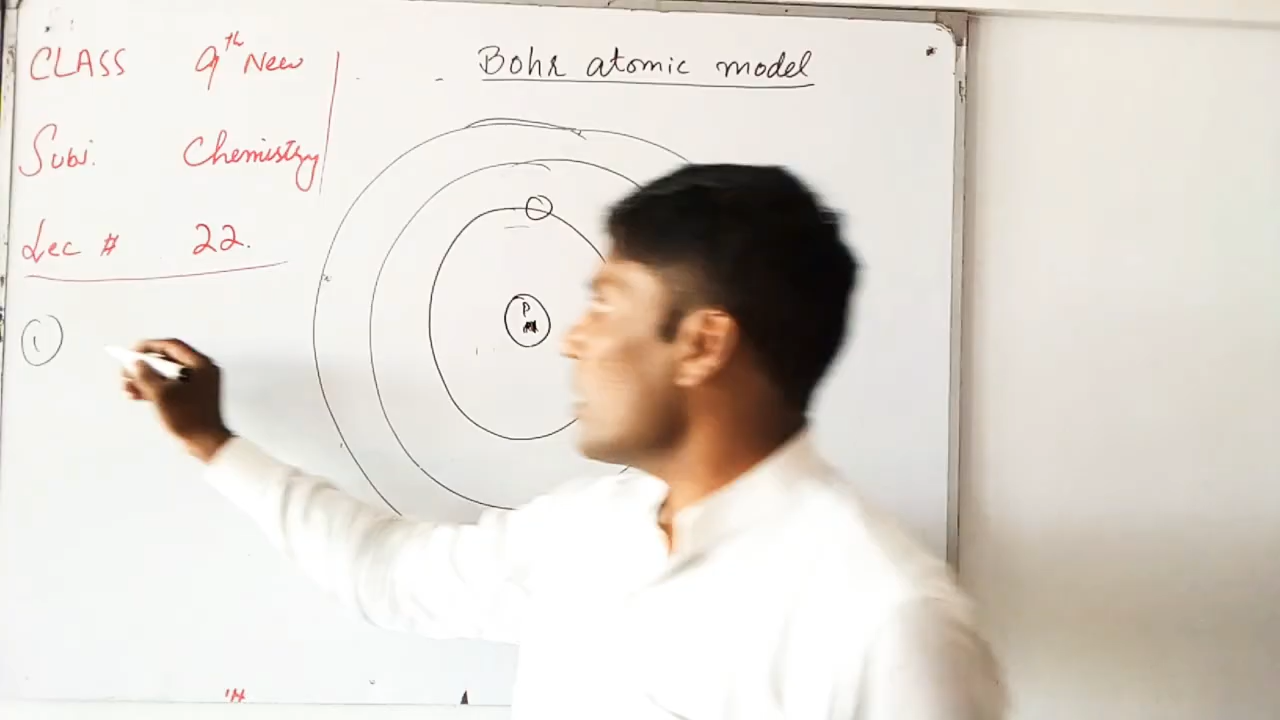 CLASS 9th New
Subj. Chemistry
Lec # 22.
Bohr atomic model
1
P